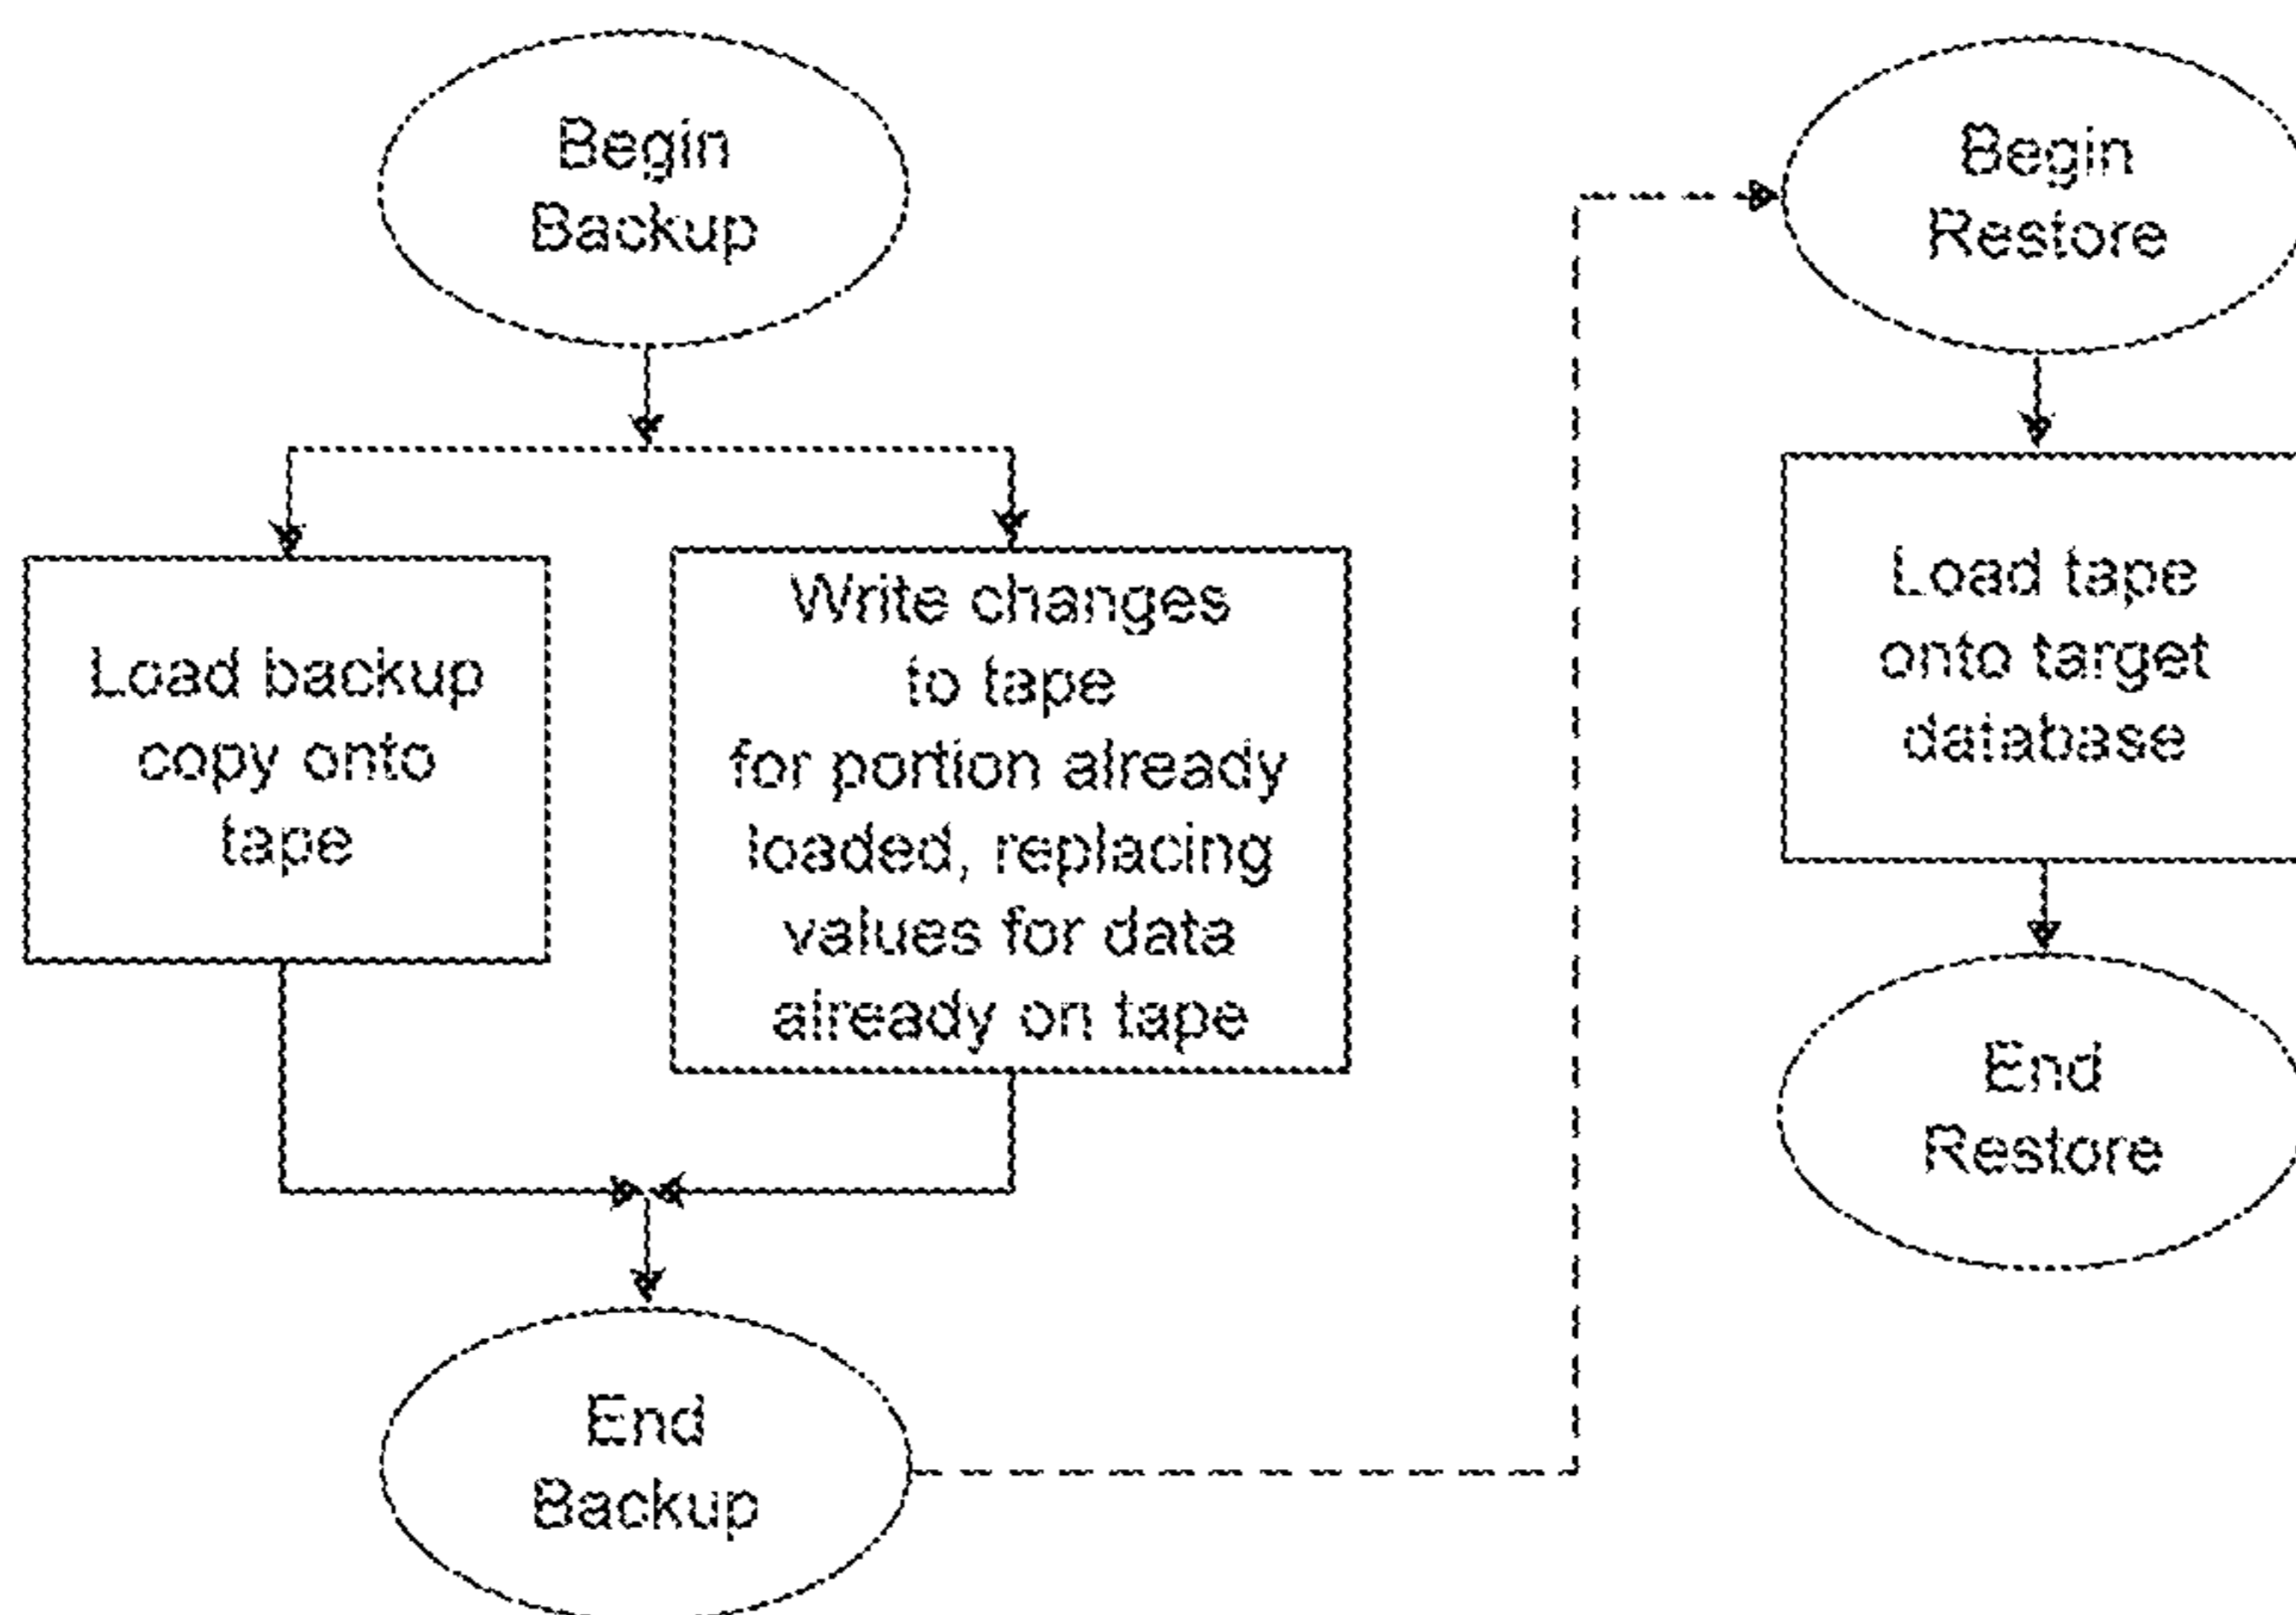 Begin
Backup
Load backup
copy onto
tape
Write changes
to tape
for portion already
loaded, replacing
values for data
already on tape
End
Backup
Begin
Restore
Load tape
onto target
database
End
Restore